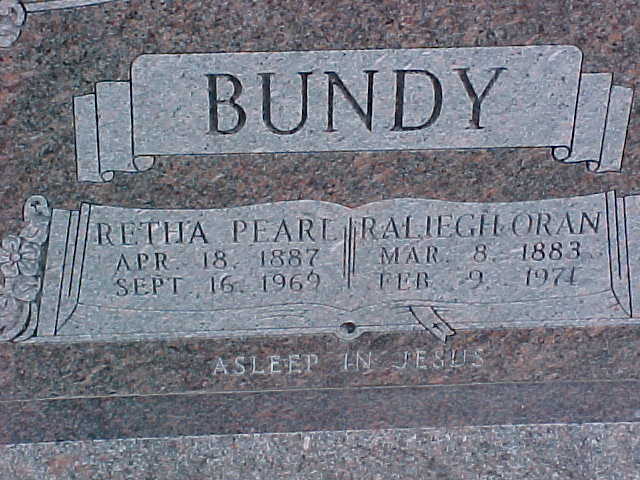 BUNDY
RETHA PEARL
APR 18, 1887
SEPT 16, 1969
RALIEGH ORAN
MAR. 8, 1883
FEB 9, 1971
ASLEEP IN JESUS